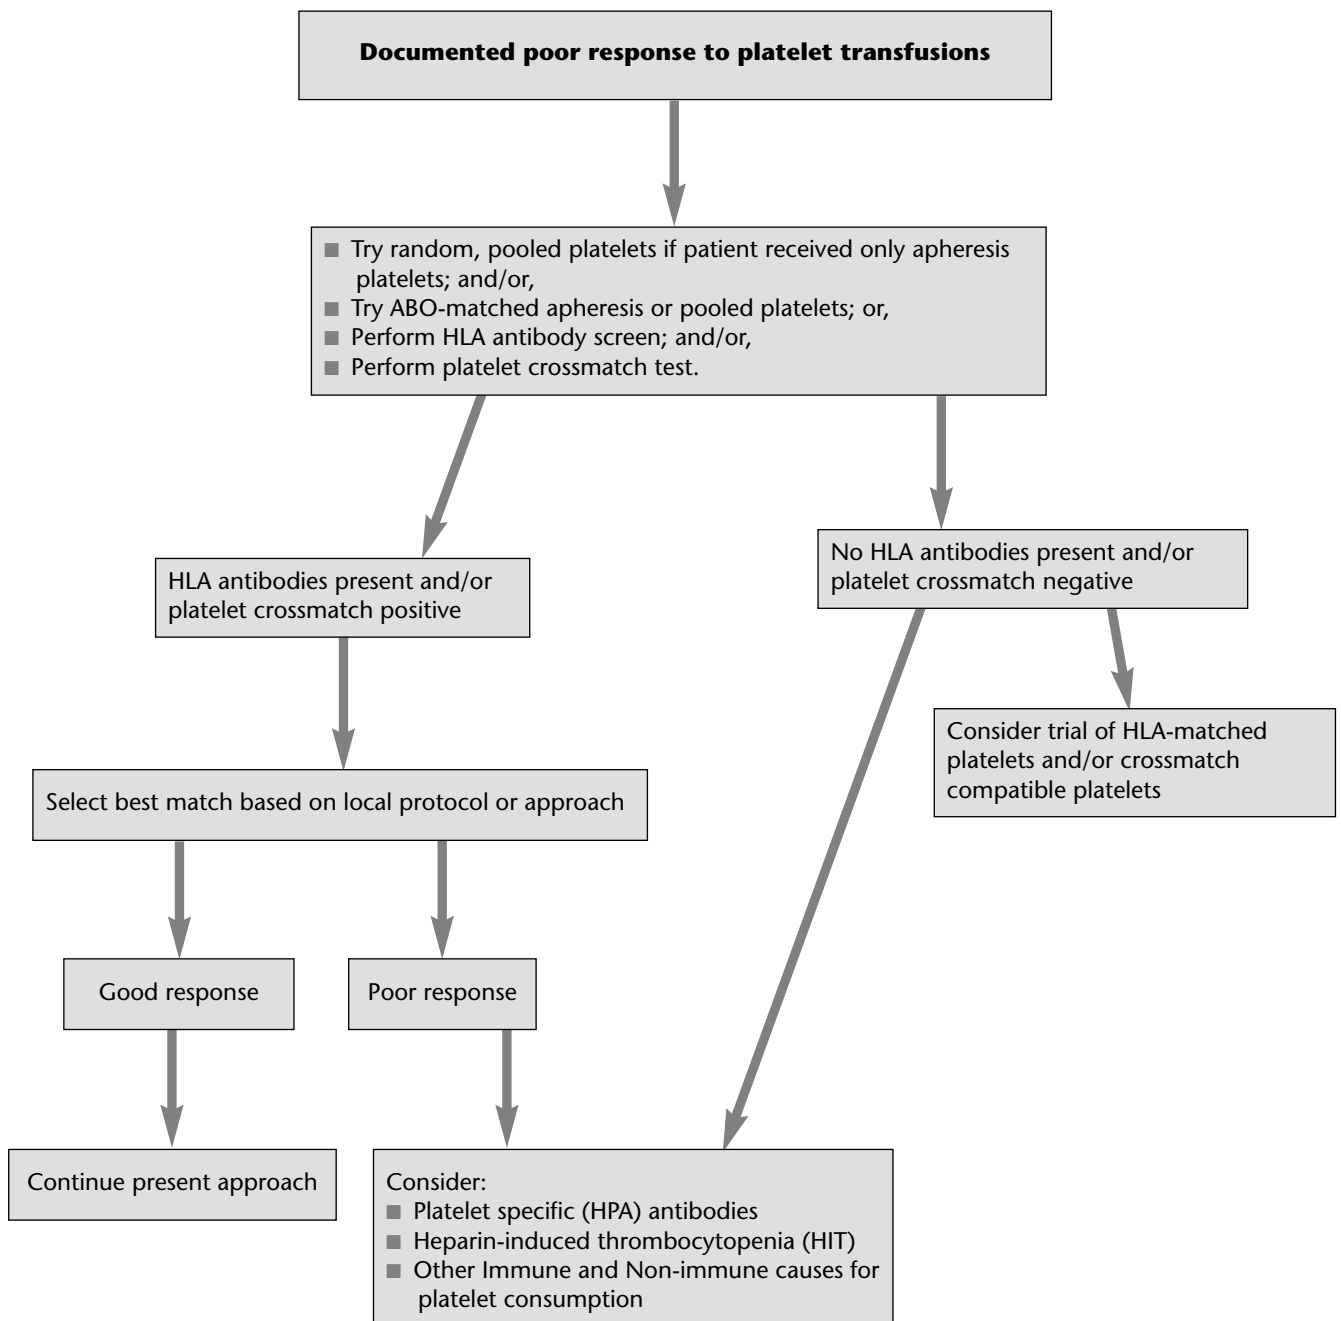 Documented poor response to platelet transfusions
■ Try random, pooled platelets if patient received only apheresis
platelets; and/or,
■ Try ABO-matched apheresis or pooled platelets; or,
■ Perform HLA antibody screen; and/or,
■ Perform platelet crossmatch test.
HLA antibodies present and/or
platelet crossmatch positive
No HLA antibodies present and/or
platelet crossmatch negative
Consider trial of HLA-matched
platelets and/or crossmatch
compatible platelets
Select best match based on local protocol or approach
Good response
Poor response
Continue present approach
Consider:
■ Platelet specific (HPA) antibodies
■ Heparin-induced thrombocytopenia (HIT)
■ Other Immune and Non-immune causes for
platelet consumption